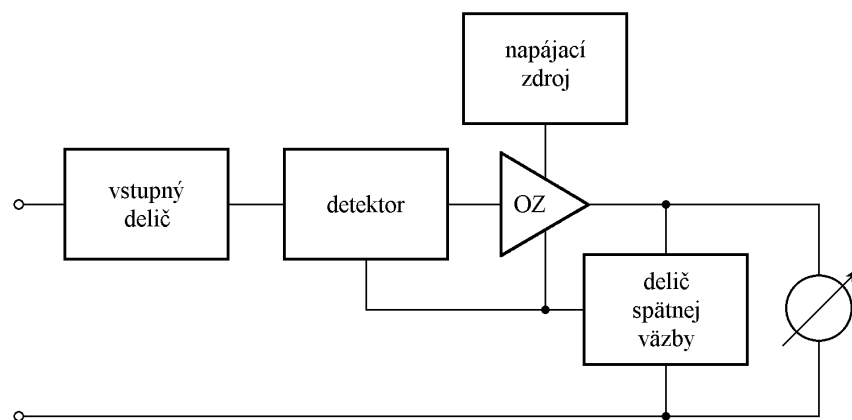 napájací
zdroj
vstupný
delič
detektor
OZ
delič
spätnej
väzby